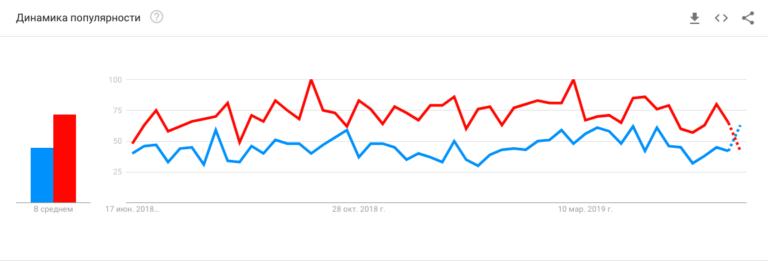 Динамика популярности
100
75
50
25
В среднем
17 июн. 2018…
28 окт. 2018 г.
10 мар. 2019 г.